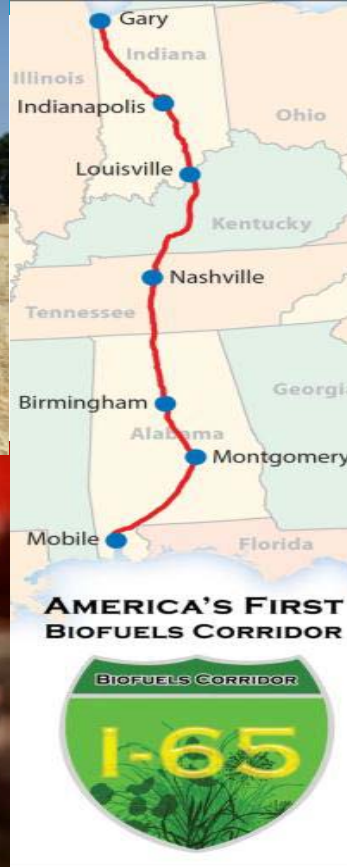 Gary
Indiana
Illinois
Indianapolis
Ohio
Louisville
Kentucky
Nashville
Tennessee
Georgi
Birmingham
Alabama
Montgomery
Mobile
Florida
AMERICA'S FIRST
BIOFUELS CORRIDOR
BIOFUELS CORRIDOR
I-65